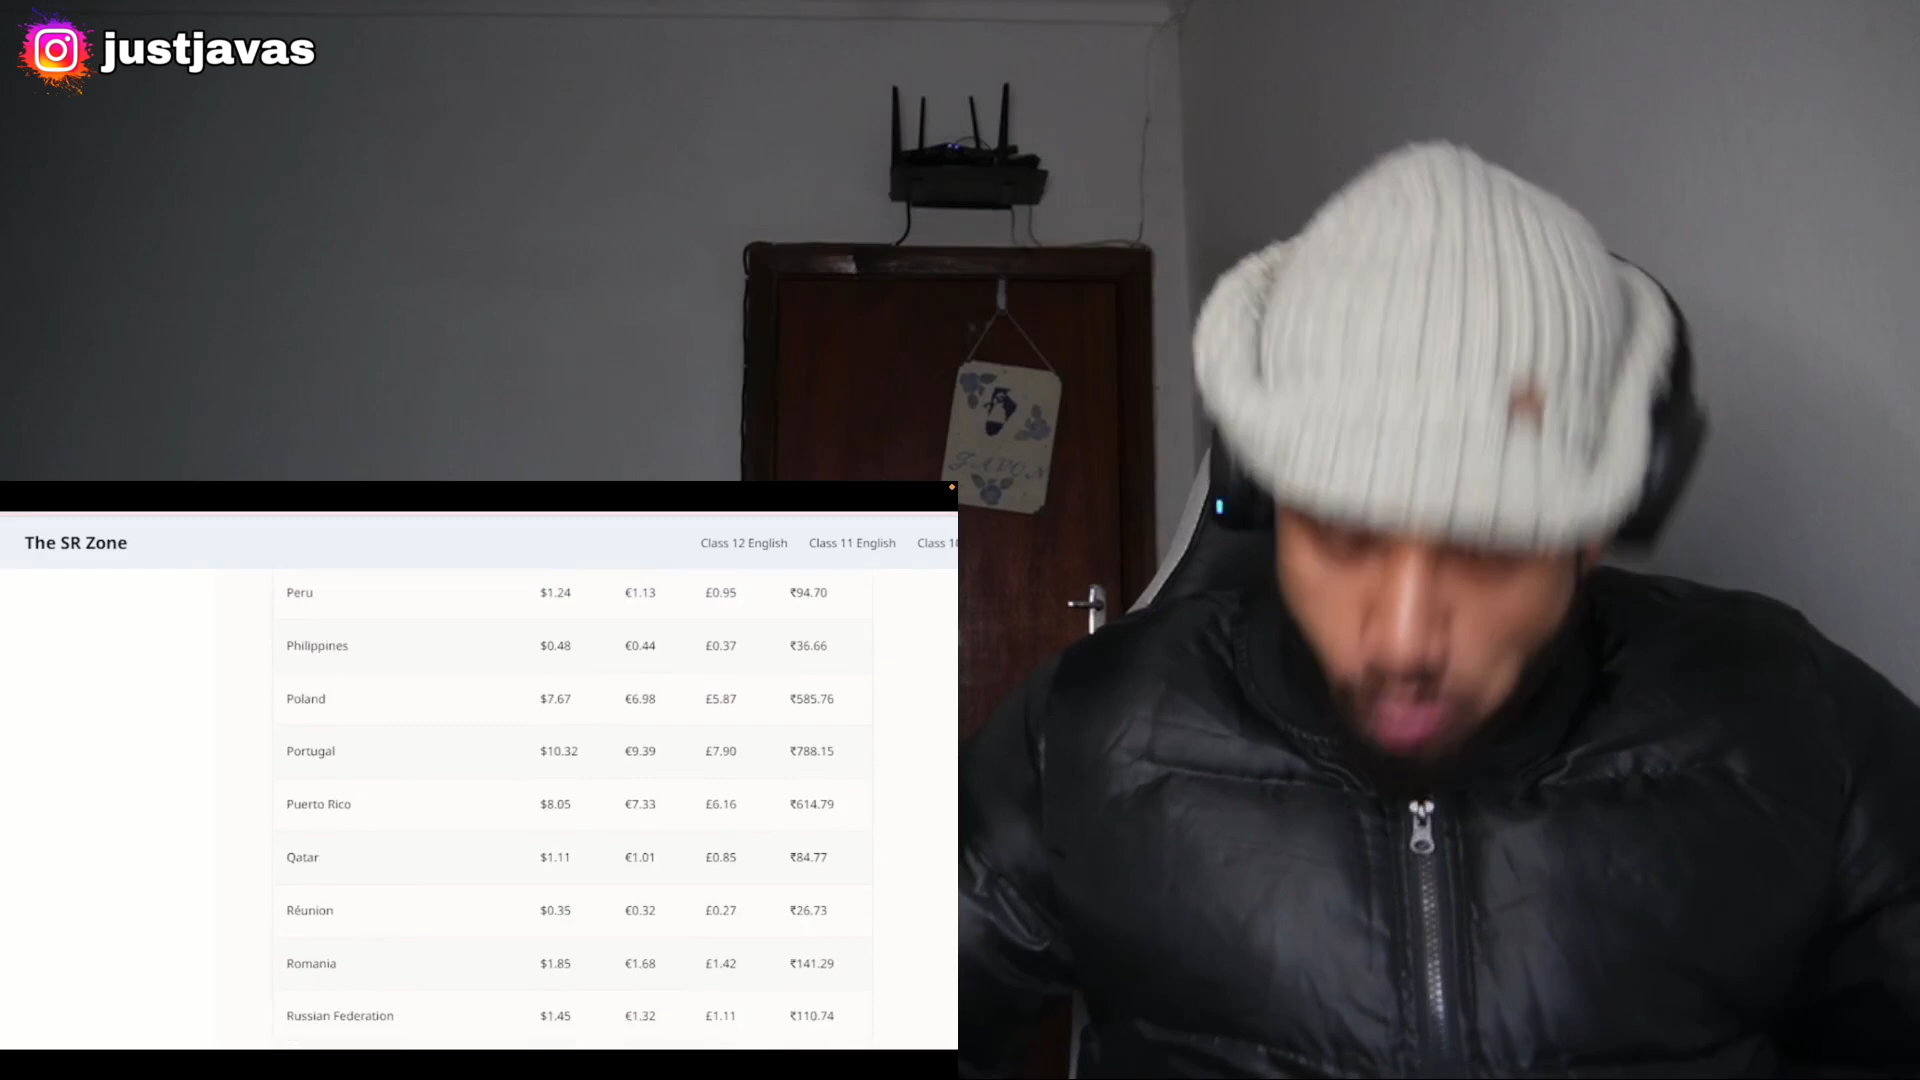 justjavas
JAVON
The SR Zone Class 12 English Class 11 English Class 10
Peru $1.24 €1.13 £0.95 ₹94.70
Philippines $0.48 €0.44 £0.37 ₹36.66
Poland $7.67 €6.98 £5.87 ₹585.76
Portugal $10.32 €9.39 £7.90 ₹788.15
Puerto Rico $8.05 €7.33 £6.16 ₹614.79
Qatar $1.11 €1.01 £0.85 ₹84.77
Réunion $0.35 €0.32 £0.27 ₹26.73
Romania $1.85 €1.68 £1.42 ₹141.29
Russian Federation $1.45 €1.32 £1.11 ₹110.74